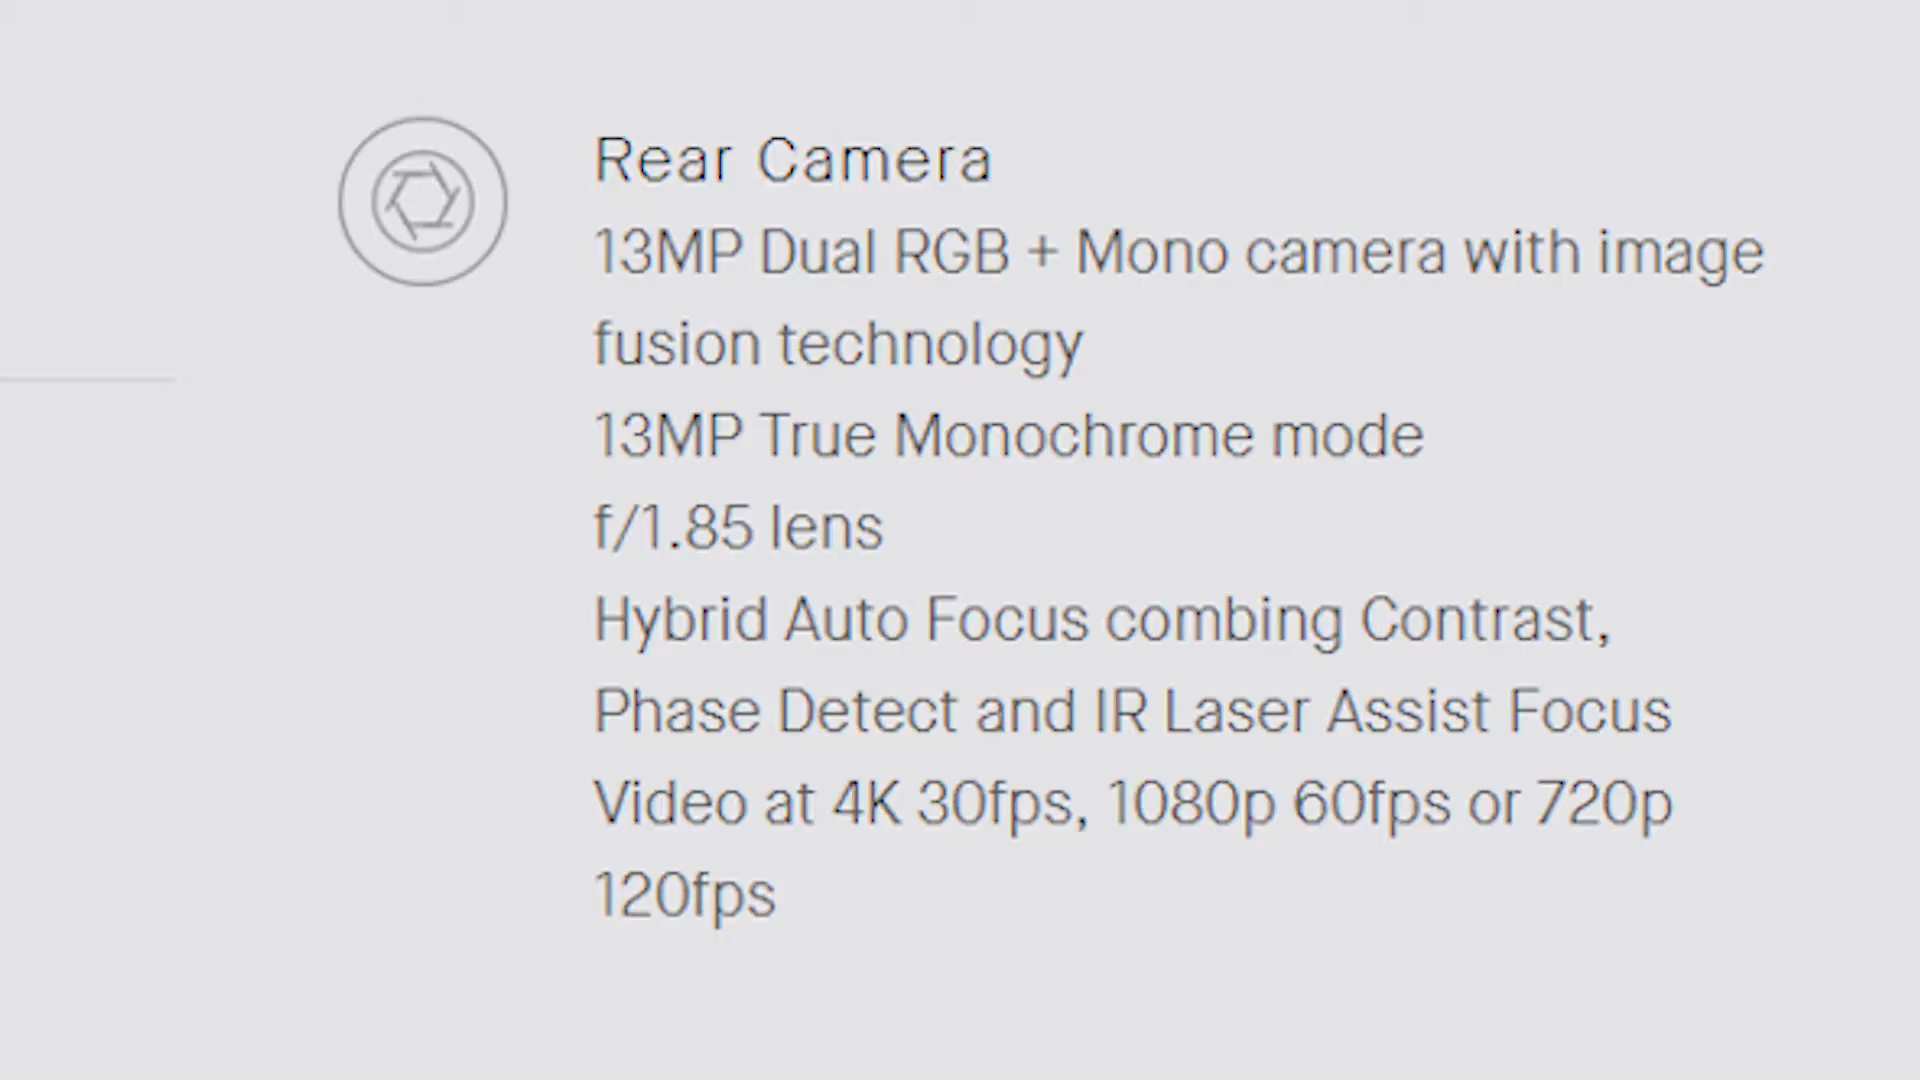 Rear Camera
13MP Dual RGB + Mono camera with image
fusion technology
13MP True Monochrome mode
f/1.85 lens
Hybrid Auto Focus combing Contrast,
Phase Detect and IR Laser Assist Focus
Video at 4K 30fps, 1080p 60fps or 720p
120fps